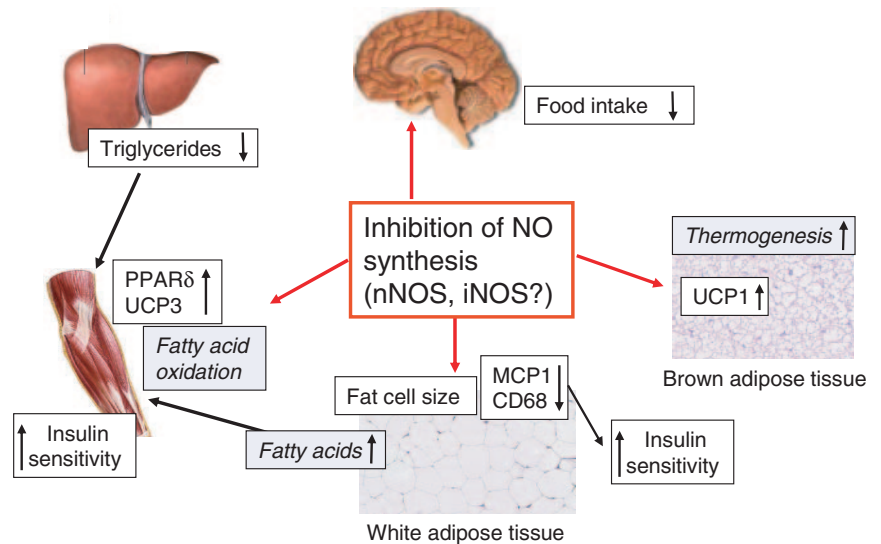 Food intake ↓
Triglycerides ↓
Inhibition of NO
synthesis
(nNOS, iNOS?)
Thermogenesis ↑
UCP1 ↑
Brown adipose tissue
PPARδ ↑
UCP3
Fatty acid
oxidation
MCP1 ↓
CD68
Fat cell size
↑ Insulin
sensitivity
Fatty acids ↑
↑ Insulin
sensitivity
White adipose tissue